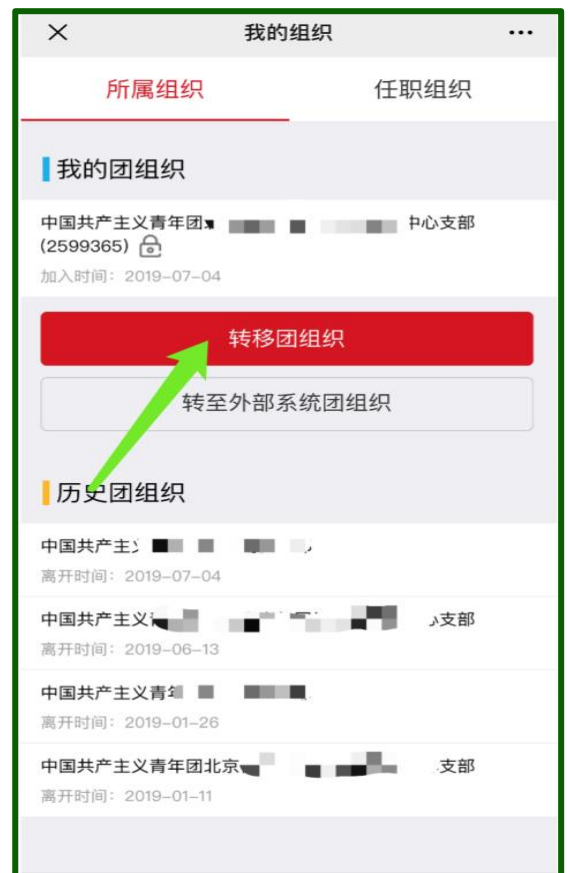 我的组织
所属组织
任职组织
我的团组织
中国共产主义青年团 中心支部
(2599365)
加入时间：2019-07-04
转移团组织
转至外部系统团组织
历史团组织
中国共产主义
离开时间：2019-07-04
中国共产主义 支部
离开时间：2019-06-13
中国共产主义青年
离开时间：2019-01-26
中国共产主义青年团北京 支部
离开时间：2019-01-11